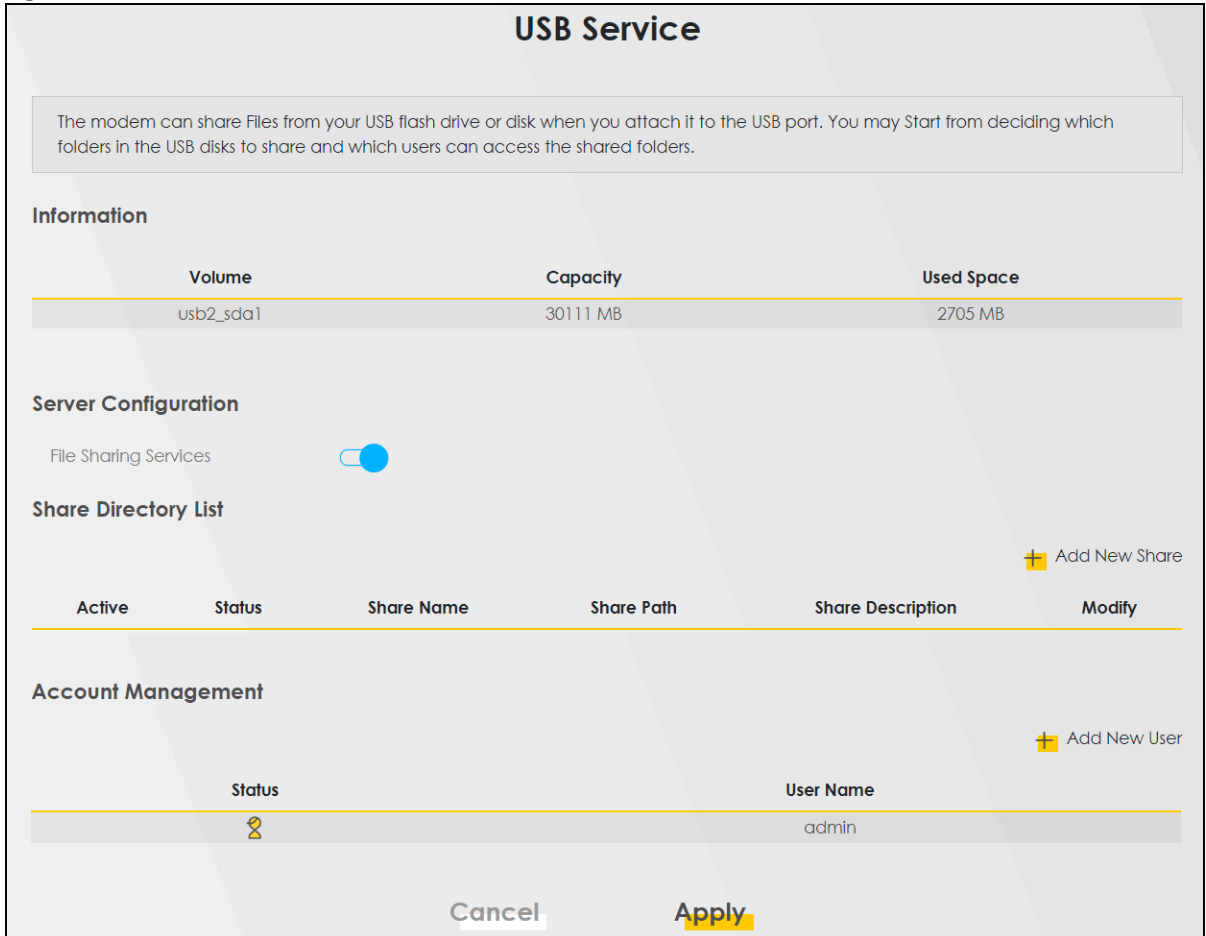 USB Service
The modem can share Files from your USB flash drive or disk when you attach it to the USB port. You may Start from deciding which
folders in the USB disks to share and which users can access the shared folders.
Information
Volume Capacity Used Space
usb2_sda1 30111 MB 2705 MB
Server Configuration
File Sharing Services
Share Directory List
+ Add New Share
Active Status Share Name Share Path Share Description Modify
Account Management
+ Add New User
Status User Name
admin
Cancel Apply